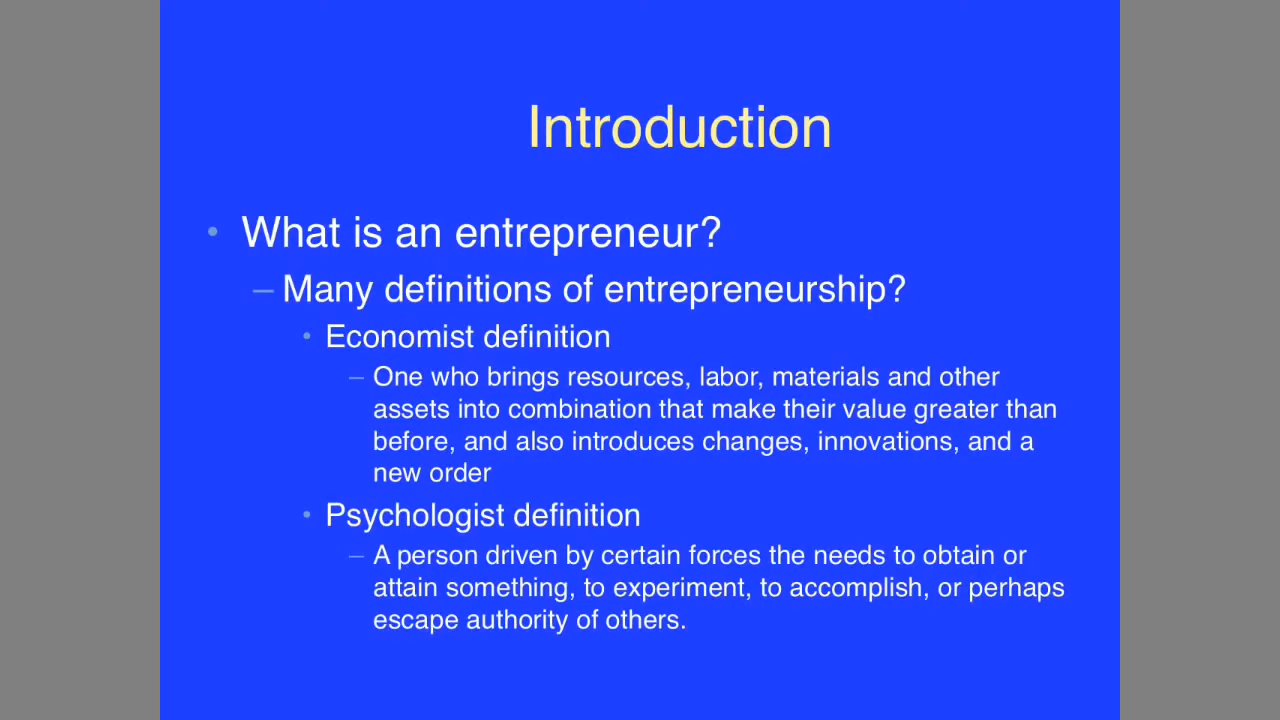 Introduction
• What is an entrepreneur?
– Many definitions of entrepreneurship?
• Economist definition
– One who brings resources, labor, materials and other
assets into combination that make their value greater than
before, and also introduces changes, innovations, and a
new order
• Psychologist definition
– A person driven by certain forces the needs to obtain or
attain something, to experiment, to accomplish, or perhaps
escape authority of others.